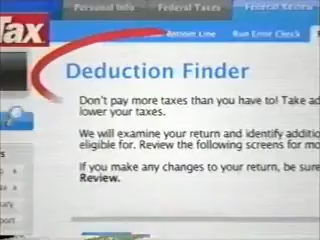 Personal Info Federal Taxes Federal Review
Tax
Bottom Line Run Error Check
Deduction Finder
Don't pay more taxes than you have to! Take ad
lower your taxes.
We will examine your return and identify additio
eligible for. Review the following screens for mo
If you make any changes to your return, be sure
Review.